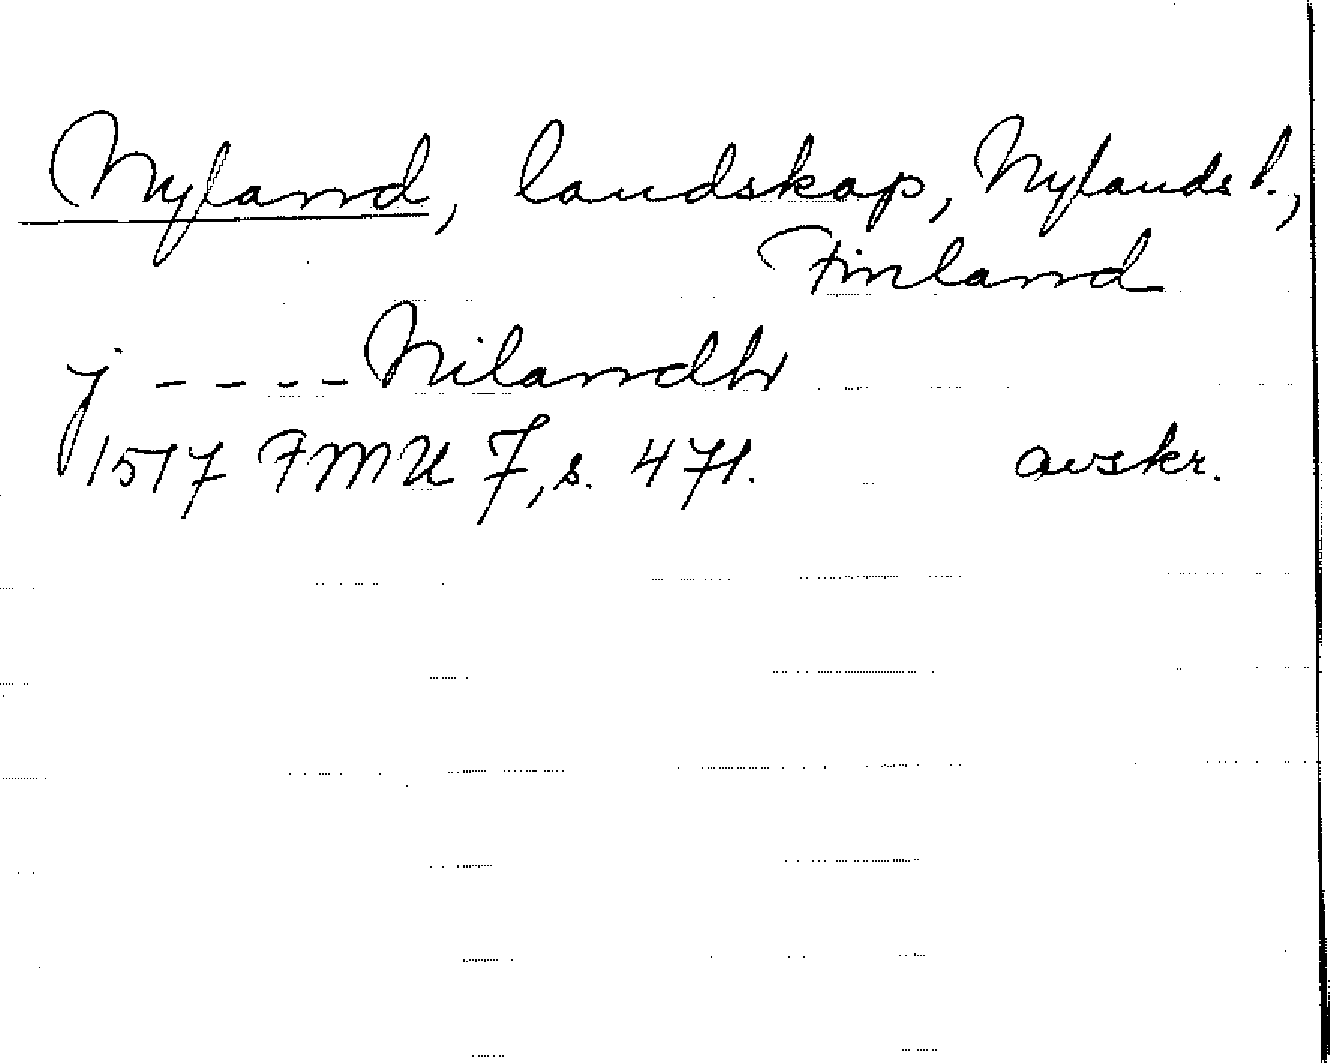 Nyland, landskap, Nylands l.,
Finland
j - - - - Nilandh
1517 FMU 7, s. 471. avskr.